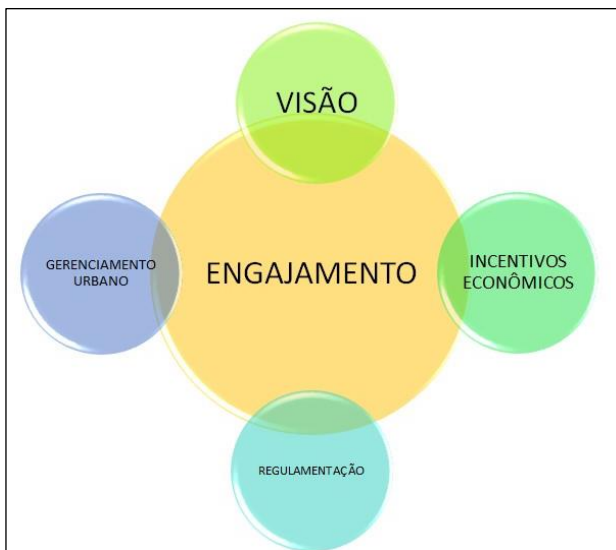 VISÃO
GERENCIAMENTO
URBANO
ENGAJAMENTO
INCENTIVOS
ECONÔMICOS
REGULAMENTAÇÃO